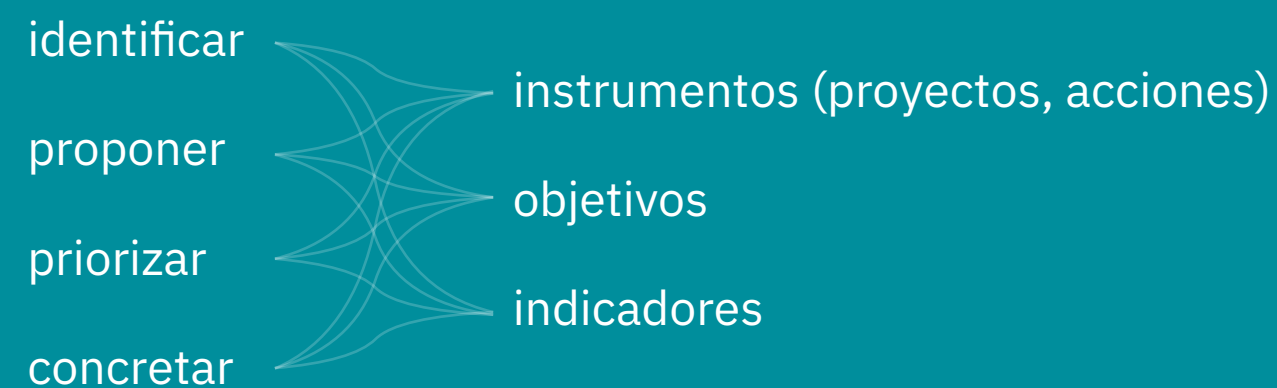 identificar
proponer
priorizar
concretar
instrumentos (proyectos, acciones)
objetivos
indicadores